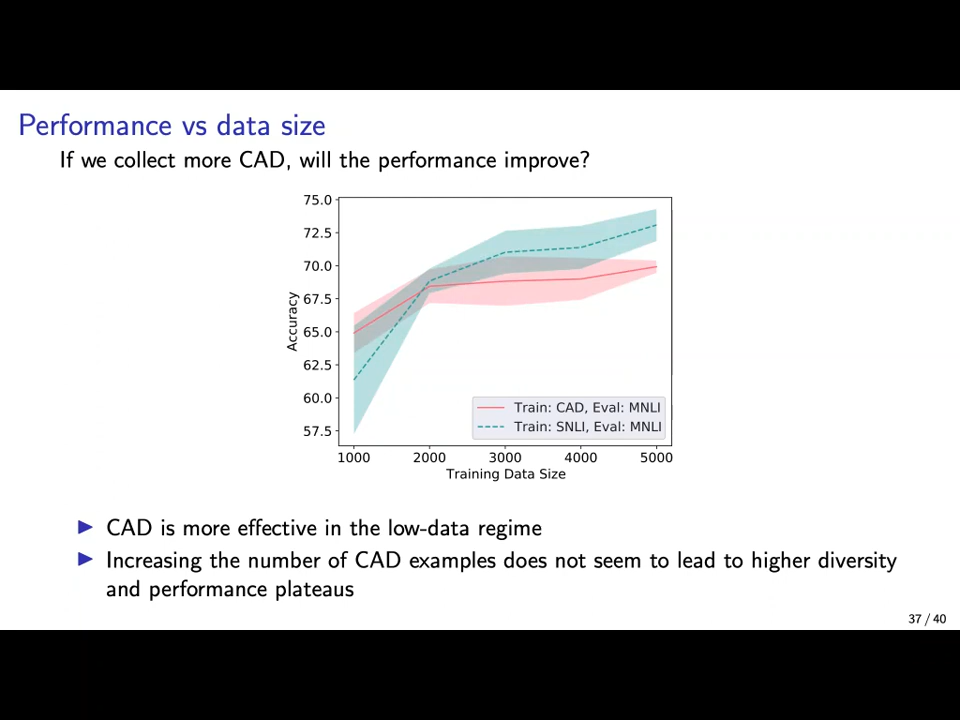 Performance vs data size
If we collect more CAD, will the performance improve?
75.0
72.5
70.0
67.5
65.0
62.5
60.0
57.5
Accuracy
Train: CAD, Eval: MNLI
Train: SNLI, Eval: MNLI
1000 2000 3000 4000 5000
Training Data Size
▶ CAD is more effective in the low-data regime
▶ Increasing the number of CAD examples does not seem to lead to higher diversity
and performance plateaus
37 / 40